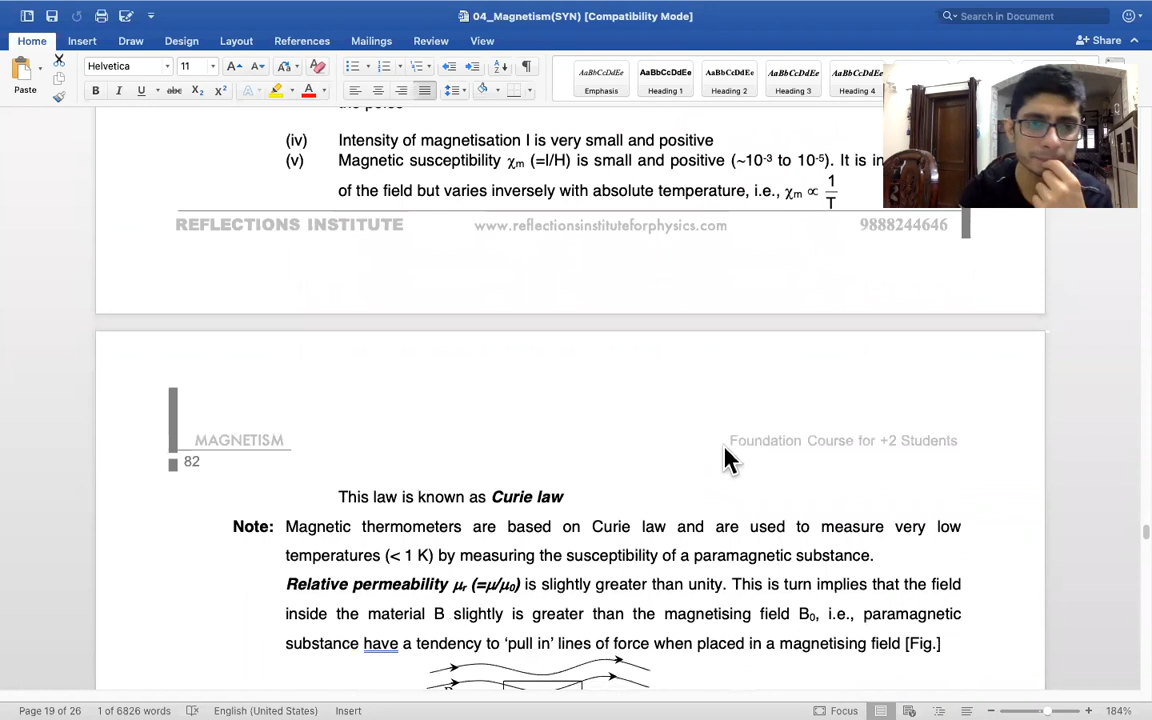 04_Magnetism(SYN) [Compatibility Mode]
Search in Document
Home Insert Draw Design Layout References Mailings Review View
Share
Paste
Helvetica 11
B I U abc X₂ X²
AaBbCcDdEe AaBbCcDdEe AaBbCcDdEe AaBbCcDdEe AaBbCcDdEe
Emphasis Heading 1 Heading 2 Heading 3 Heading 4
(iv) Intensity of magnetisation I is very small and positive
(v) Magnetic susceptibility χm (=I/H) is small and positive (~10⁻³ to 10⁻⁵). It is in
of the field but varies inversely with absolute temperature, i.e., χm ∝ 1/T
REFLECTIONS INSTITUTE www.reflectionsinstituteforphysics.com 9888244646
MAGNETISM Foundation Course for +2 Students
82
This law is known as Curie law
Note: Magnetic thermometers are based on Curie law and are used to measure very low
temperatures (< 1 K) by measuring the susceptibility of a paramagnetic substance.
Relative permeability μr (=μ/μ0) is slightly greater than unity. This is turn implies that the field
inside the material B slightly is greater than the magnetising field B₀, i.e., paramagnetic
substance have a tendency to ‘pull in’ lines of force when placed in a magnetising field [Fig.]
Page 19 of 26 1 of 6826 words English (United States) Insert Focus 184%